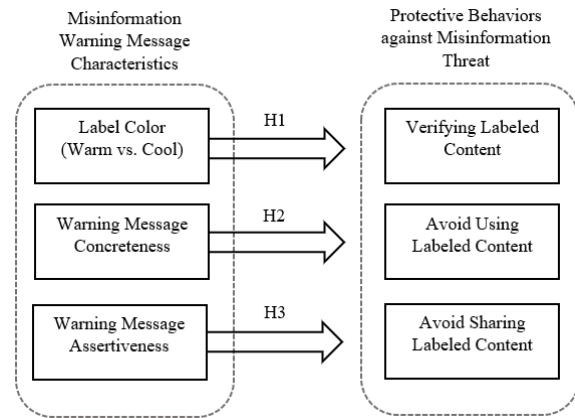 Misinformation
Warning Message
Characteristics
Protective Behaviors
against Misinformation
Threat
Label Color
(Warm vs. Cool)
H1
Verifying Labeled
Content
Warning Message
Concreteness
H2
Avoid Using
Labeled Content
Warning Message
Assertiveness
H3
Avoid Sharing
Labeled Content